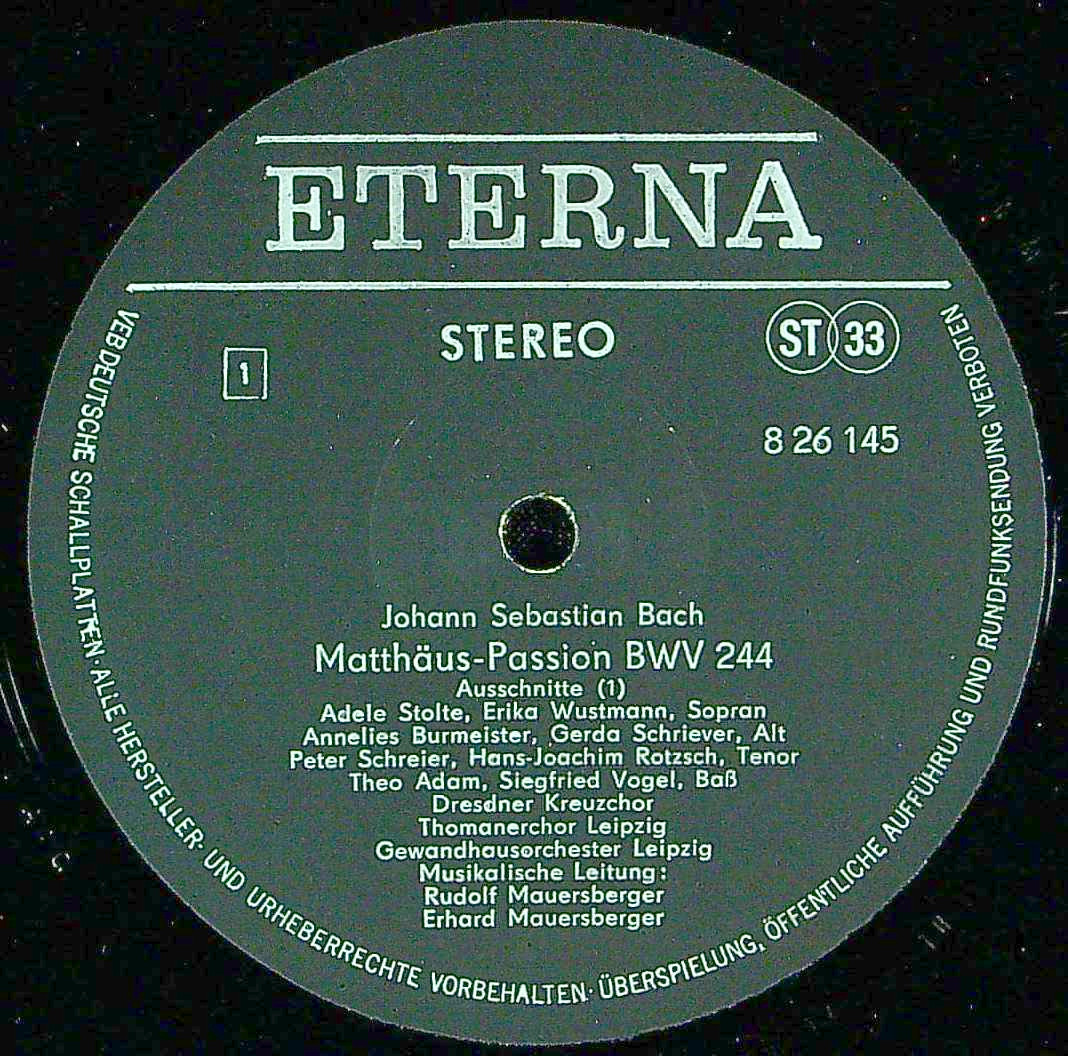 ETERNA
STEREO
ST 33
1
8 26 145
Johann Sebastian Bach
Matthäus-Passion BWV 244
Ausschnitte (1)
Adele Stolte, Erika Wustmann, Sopran
Annelies Burmeister, Gerda Schriever, Alt
Peter Schreier, Hans-Joachim Rotzsch, Tenor
Theo Adam, Siegfried Vogel, Baß
Dresdner Kreuzchor
Thomanerchor Leipzig
Gewandhausorchester Leipzig
Musikalische Leitung:
Rudolf Mauersberger
Erhard Mauersberger
VEB DEUTSCHE SCHALLPLATTEN · ALLE HERSTELLER- UND URHEBERRECHTE VORBEHALTEN · ÜBERSPIELUNG, ÖFFENTLICHE AUFFÜHRUNG UND RUNDFUNKSENDUNG VERBOTEN